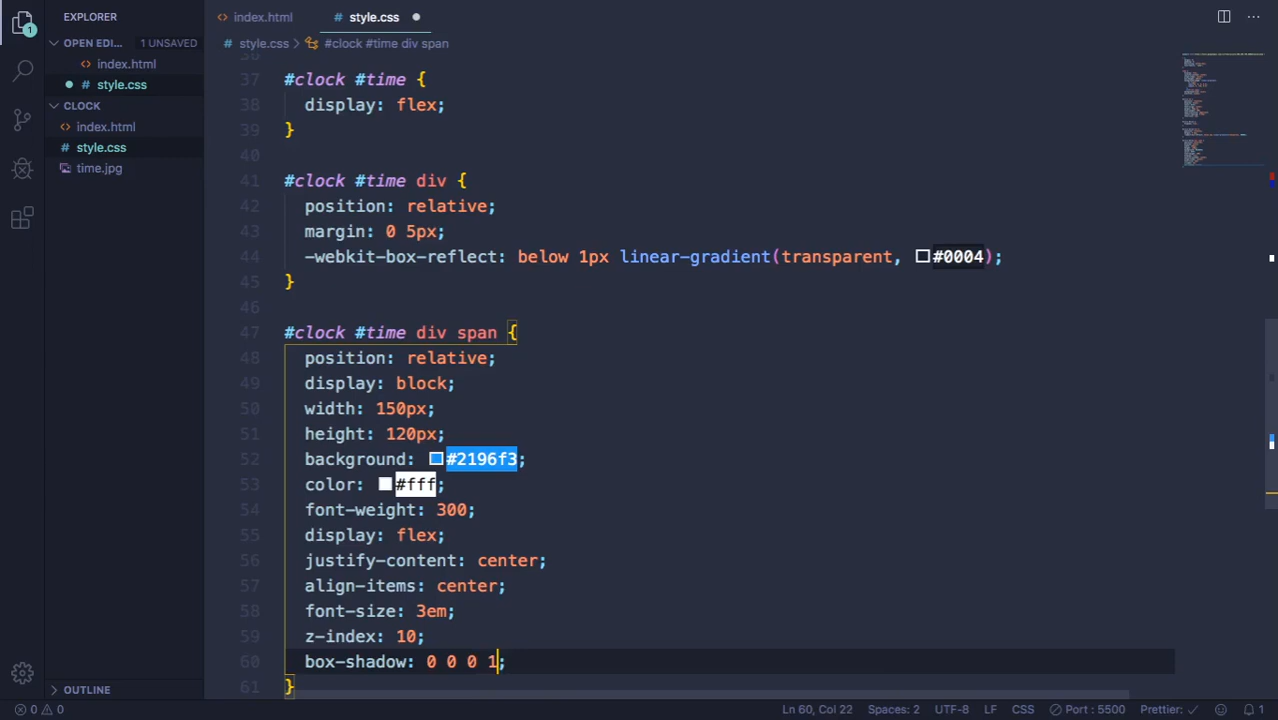 EXPLORER
index.html
# style.css
OPEN EDI... 1 UNSAVED
# style.css > #clock #time div span
index.html
# style.css
CLOCK
index.html
# style.css
time.jpg
37 #clock #time {
38 display: flex;
39 }
40
41 #clock #time div {
42 position: relative;
43 margin: 0 5px;
44 -webkit-box-reflect: below 1px linear-gradient(transparent, #0004);
45 }
46
47 #clock #time div span {
48 position: relative;
49 display: block;
50 width: 150px;
51 height: 120px;
52 background: #2196f3;
53 color: #fff;
54 font-weight: 300;
55 display: flex;
56 justify-content: center;
57 align-items: center;
58 font-size: 3em;
59 z-index: 10;
60 box-shadow: 0 0 0 1;
61 }
OUTLINE
0 0 Ln 60, Col 22 Spaces: 2 UTF-8 LF CSS Port : 5500 Prettier: ✓ 1
1